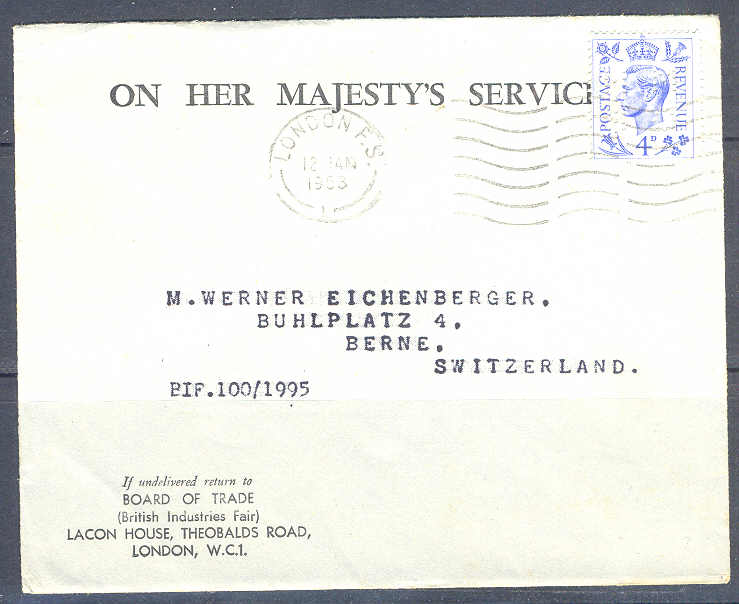 ON HER MAJESTY'S SERVICE
POSTAGE REVENUE
4D
LONDON F.S.
12 JAN
1953
1
M.WERNER EICHENBERGER.
BUHLPLATZ 4.
BERNE.
SWITZERLAND.
BIF.100/1995
If undelivered return to
BOARD OF TRADE
(British Industries Fair)
LACON HOUSE, THEOBALDS ROAD,
LONDON, W.C.1.